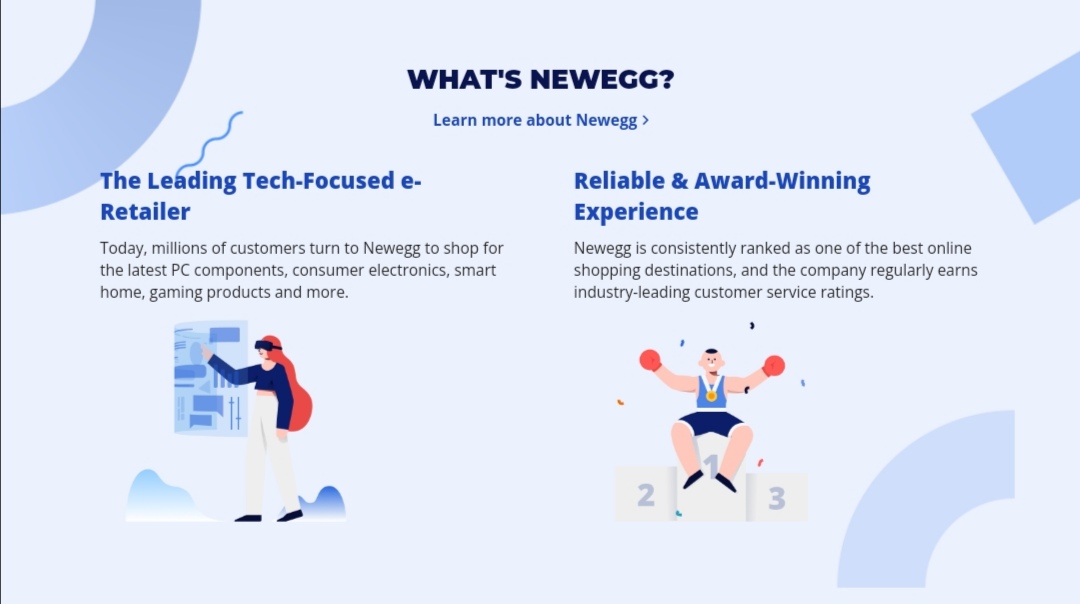 WHAT'S NEWEGG?
Learn more about Newegg >
The Leading Tech-Focused e-
Retailer
Today, millions of customers turn to Newegg to shop for
the latest PC components, consumer electronics, smart
home, gaming products and more.
Reliable & Award-Winning
Experience
Newegg is consistently ranked as one of the best online
shopping destinations, and the company regularly earns
industry-leading customer service ratings.
1
2
3